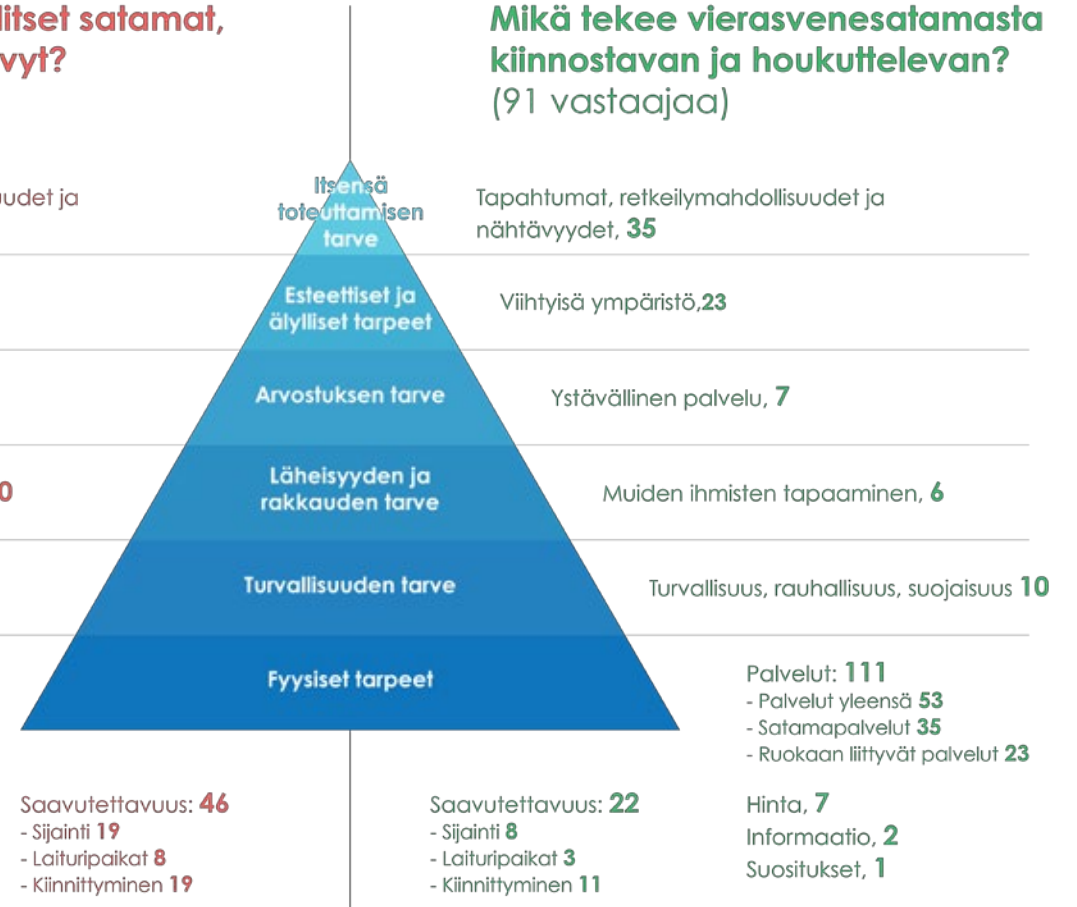 litset satamat,
vyt?
Mikä tekee vierasvenesatamasta
kiinnostavan ja houkuttelevan?
(91 vastaajaa)
udet ja
Itsensä
toteuttamisen
tarve
Tapahtumat, retkeilymahdollisuudet ja
nähtävyydet, 35
Esteettiset ja
älylliset tarpeet
Viihtyisä ympäristö,23
Arvostuksen tarve
Ystävällinen palvelu, 7
0
Läheisyyden ja
rakkauden tarve
Muiden ihmisten tapaaminen, 6
Turvallisuuden tarve
Turvallisuus, rauhallisuus, suojaisuus 10
Fyysiset tarpeet
Palvelut: 111
- Palvelut yleensä 53
- Satamapalvelut 35
- Ruokaan liittyvät palvelut 23
Saavutettavuus: 46
- Sijainti 19
- Laituripaikat 8
- Kiinnittyminen 19
Saavutettavuus: 22
- Sijainti 8
- Laituripaikat 3
- Kiinnittyminen 11
Hinta, 7
Informaatio, 2
Suositukset, 1